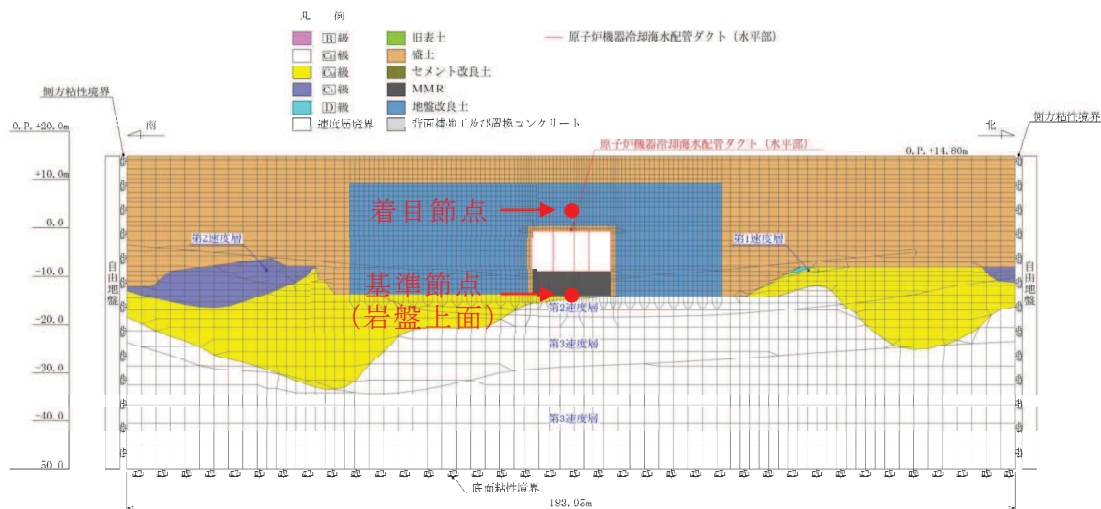 凡 例
B級
CH級
CM級
CL級
D級
速度層境界
旧表土
盛土
セメント改良土
MMR
地盤改良土
背面補強工及び置換コンクリート
原子炉機器冷却海水配管ダクト（水平部）
側方粘性境界
側方粘性境界
O.P.+20.0m
南
北
原子炉機器冷却海水配管ダクト（水平部）
O.P.+14.80m
+10.0
0.0
-10.0
-20.0
-30.0
-40.0
50.0
着目節点
第2速度層
第1速度層
自由地盤
自由地盤
基準節点
（岩盤上面）
第2速度層
第3速度層
第3速度層
底面粘性境界
193.05m